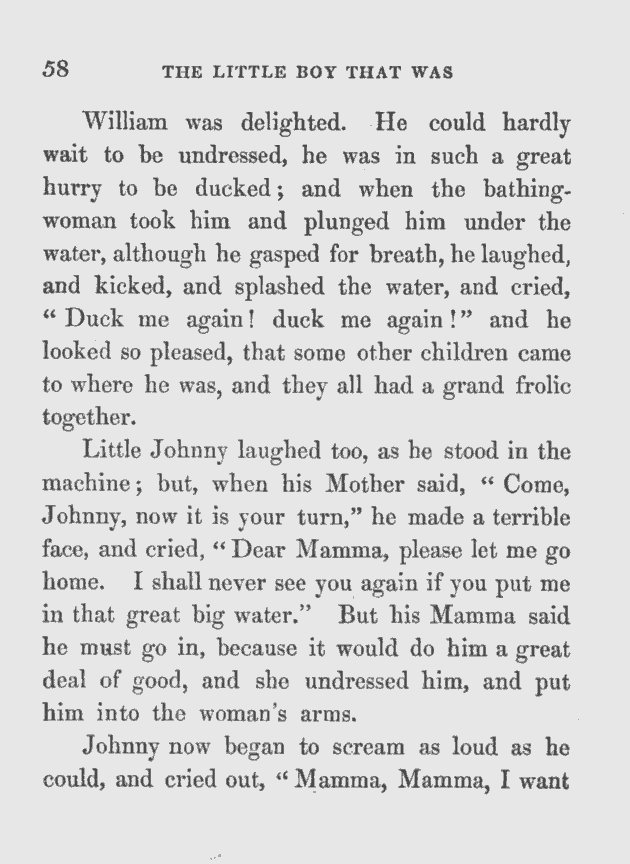 58 THE LITTLE BOY THAT WAS
William was delighted. He could hardly
wait to be undressed, he was in such a great
hurry to be ducked; and when the bathing-
woman took him and plunged him under the
water, although he gasped for breath, he laughed,
and kicked, and splashed the water, and cried,
“Duck me again! duck me again!” and he
looked so pleased, that some other children came
to where he was, and they all had a grand frolic
together.
Little Johnny laughed too, as he stood in the
machine; but, when his Mother said, “Come,
Johnny, now it is your turn,” he made a terrible
face, and cried, “Dear Mamma, please let me go
home. I shall never see you again if you put me
in that great big water.” But his Mamma said
he must go in, because it would do him a great
deal of good, and she undressed him, and put
him into the woman's arms.
Johnny now began to scream as loud as he
could, and cried out, “Mamma, Mamma, I want